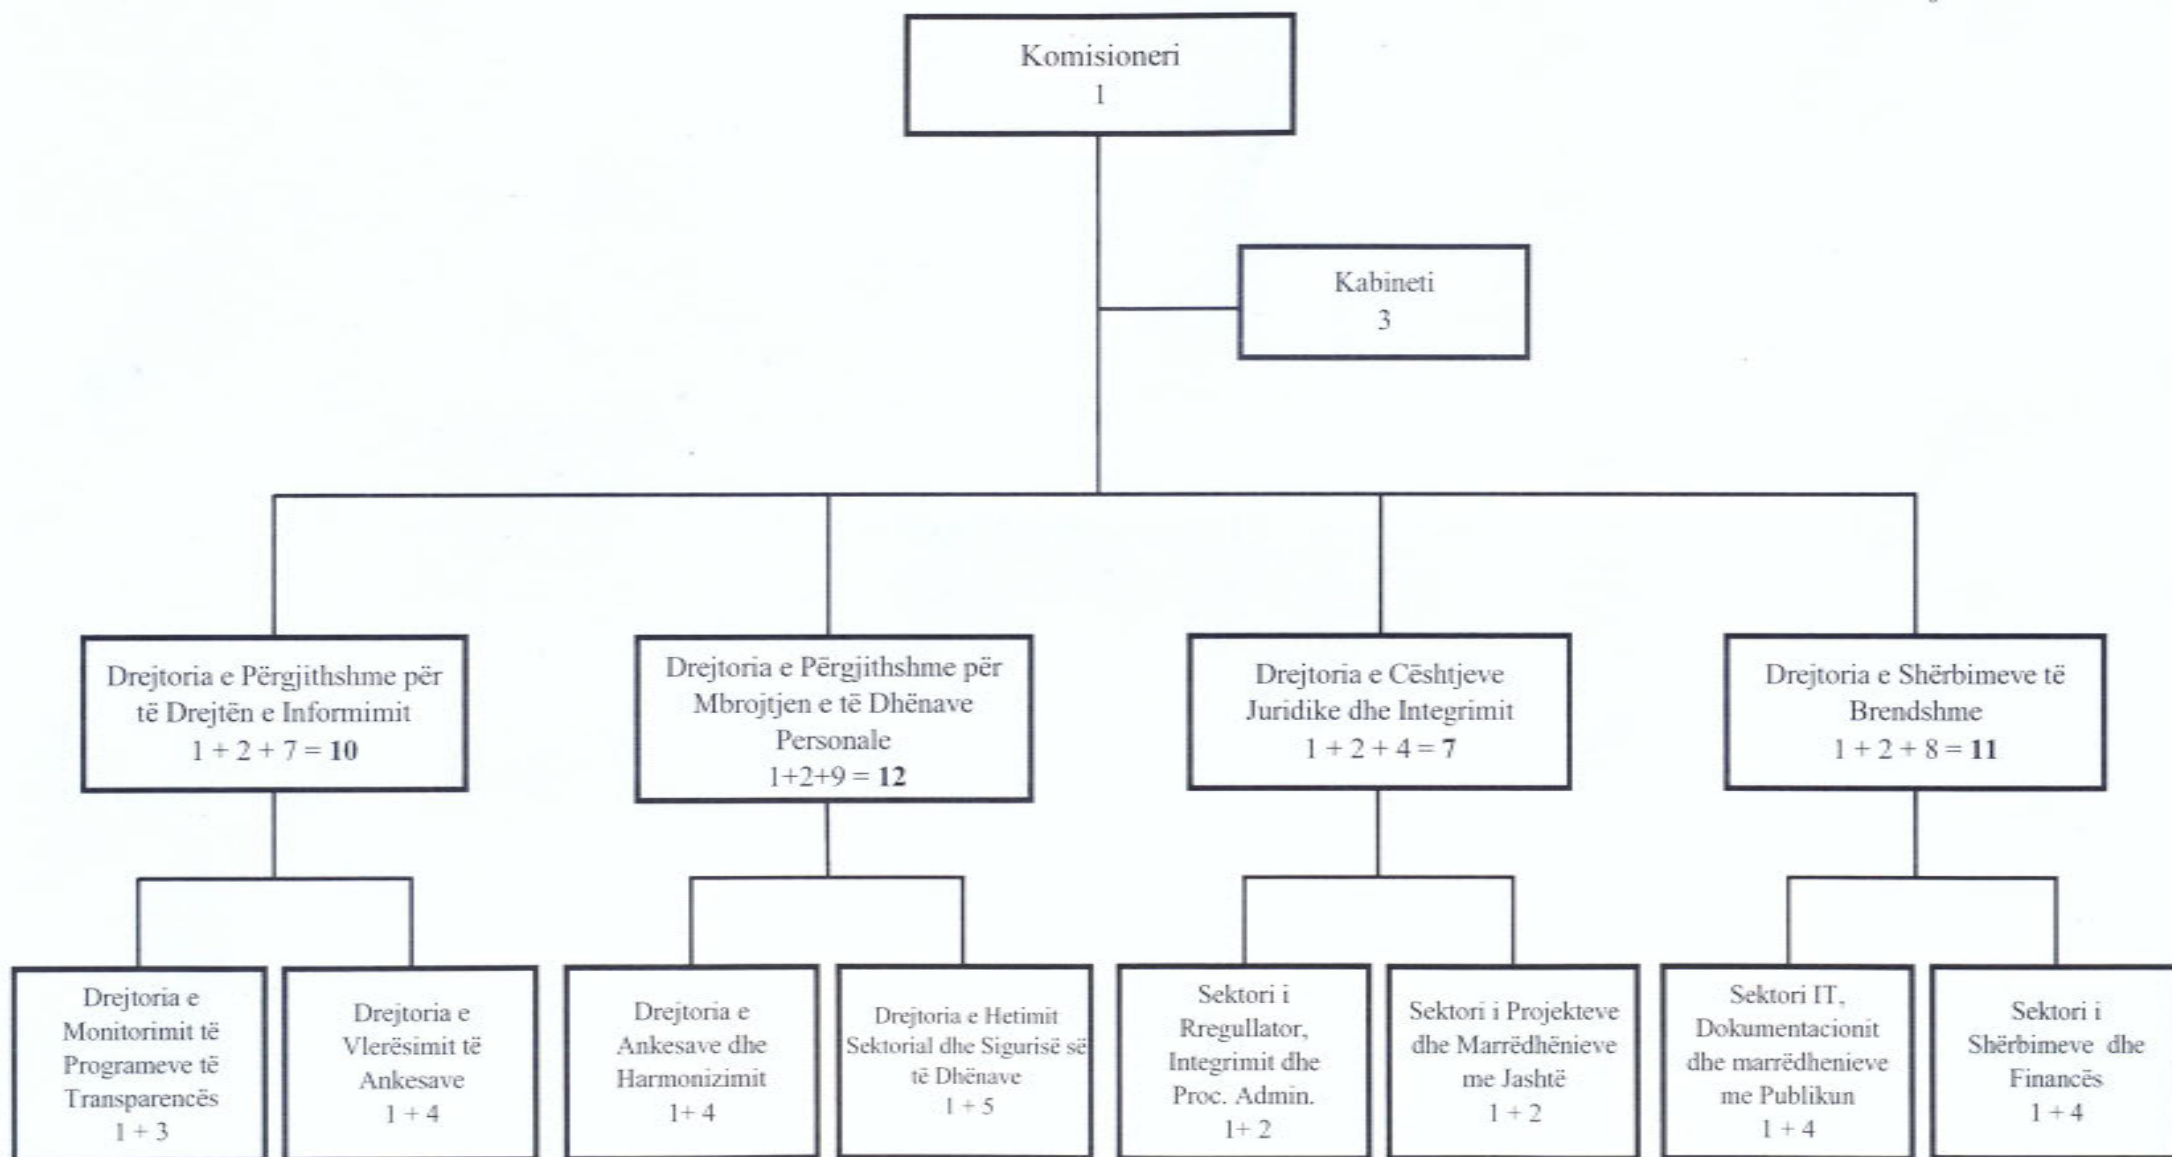 Komisioneri
1
Kabineti
3
Drejtoria e Përgjithshme për
të Drejtën e Informimit
1 + 2 + 7 = 10
Drejtoria e Përgjithshme për
Mbrojtjen e të Dhënave
Personale
1+2+9 = 12
Drejtoria e Cështjeve
Juridike dhe Integrimit
1 + 2 + 4 = 7
Drejtoria e Shërbimeve të
Brendshme
1 + 2 + 8 = 11
Drejtoria e
Monitorimit të
Programeve të
Transparencës
1 + 3
Drejtoria e
Vlerësimit të
Ankesave
1 + 4
Drejtoria e
Ankesave dhe
Harmonizimit
1+ 4
Drejtoria e Hetimit
Sektorial dhe Sigurisë së
të Dhënave
1 + 5
Sektori i
Rregullator,
Integrimit dhe
Proc. Admin.
1+ 2
Sektori i Projekteve
dhe Marrëdhënieve
me Jashtë
1 + 2
Sektori IT,
Dokumentacionit
dhe marrëdhenieve
me Publikun
1 + 4
Sektori i
Shërbimeve dhe
Financës
1 + 4